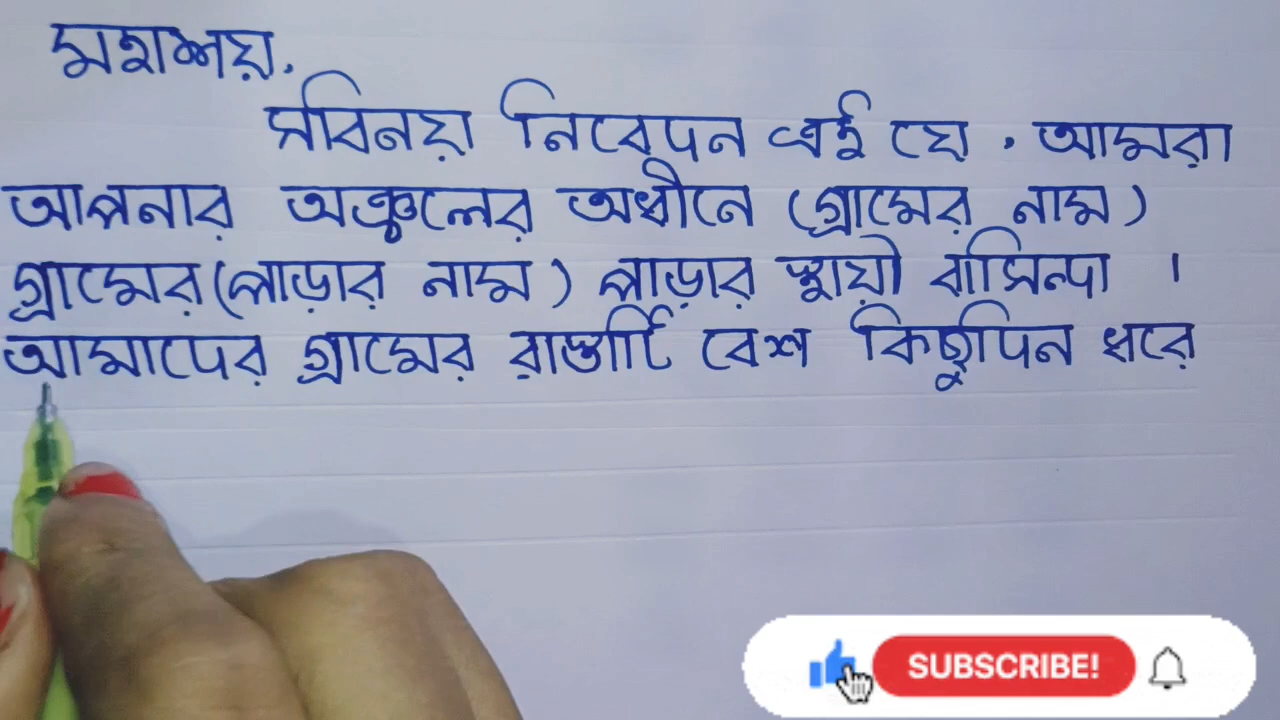 মহাশয়,
সবিনয় নিবেদন এই যে, আমরা
আপনার অঞ্চলের অধীনে (গ্রামের নাম)
গ্রামের (পাড়ার নাম) পাড়ার স্থায়ী বাসিন্দা ।
আমাদের গ্রামের রাস্তাটি বেশ কিছুদিন ধরে
SUBSCRIBE!